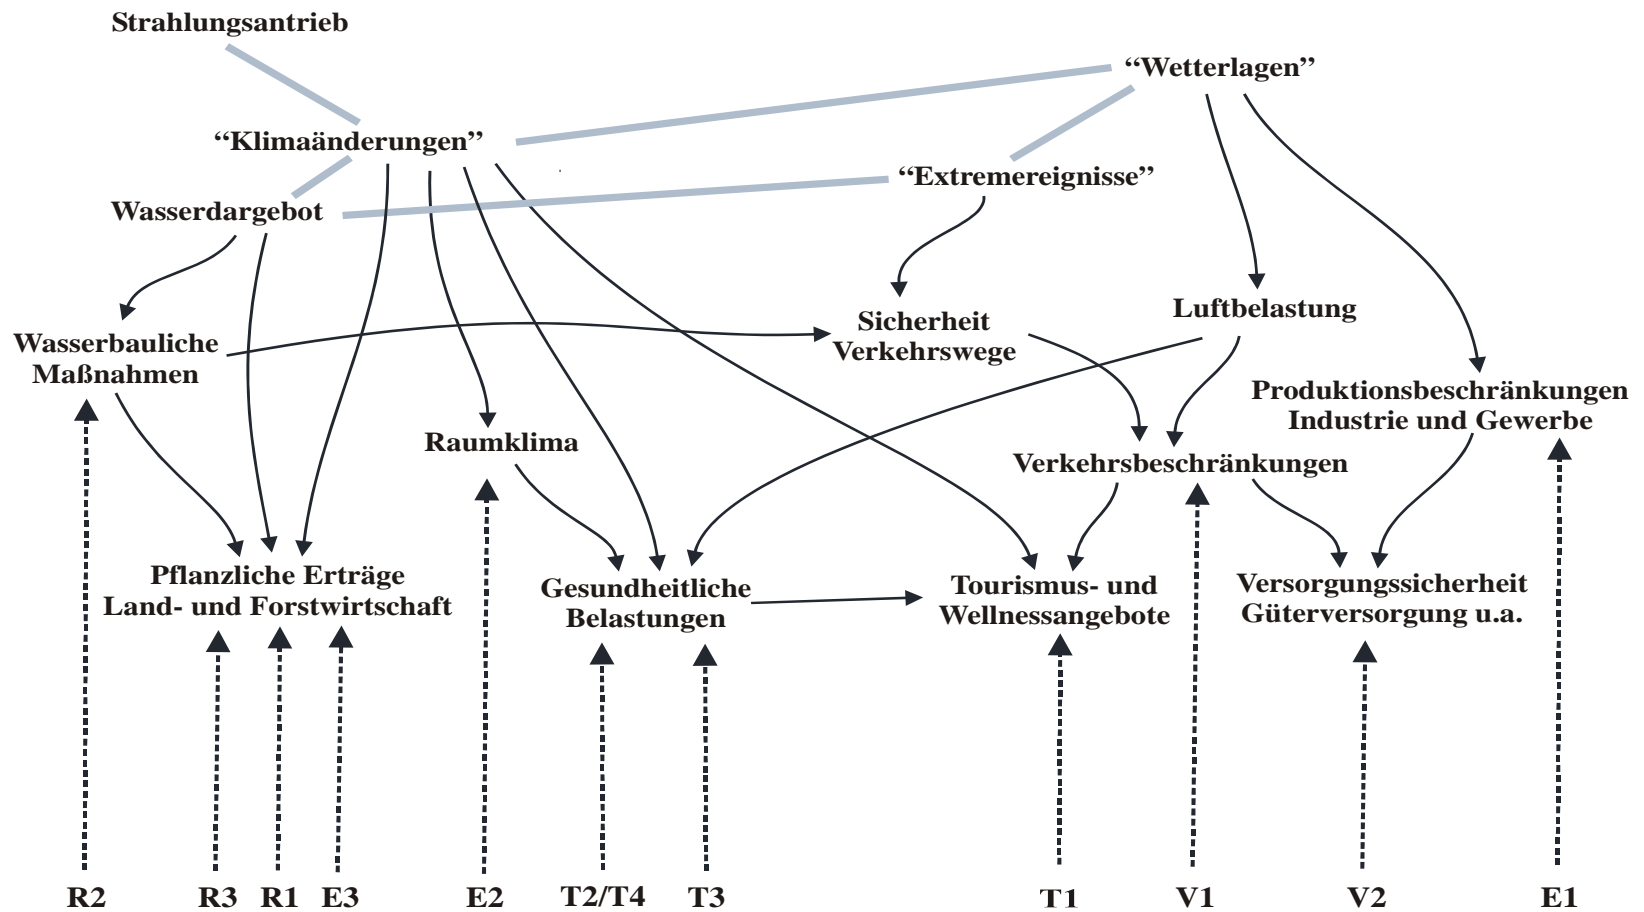 Strahlungsantrieb
“Wetterlagen”
“Klimaänderungen”
“Extremereignisse”
Wasserdargebot
Luftbelastung
Sicherheit
Verkehrswege
Wasserbauliche
Maßnahmen
Produktionsbeschränkungen
Industrie und Gewerbe
Raumklima
Verkehrsbeschränkungen
Pflanzliche Erträge
Land- und Forstwirtschaft
Gesundheitliche
Belastungen
Tourismus- und
Wellnessangebote
Versorgungssicherheit
Güterversorgung u.a.
R2 R3 R1 E3 E2 T2/T4 T3 T1 V1 V2 E1